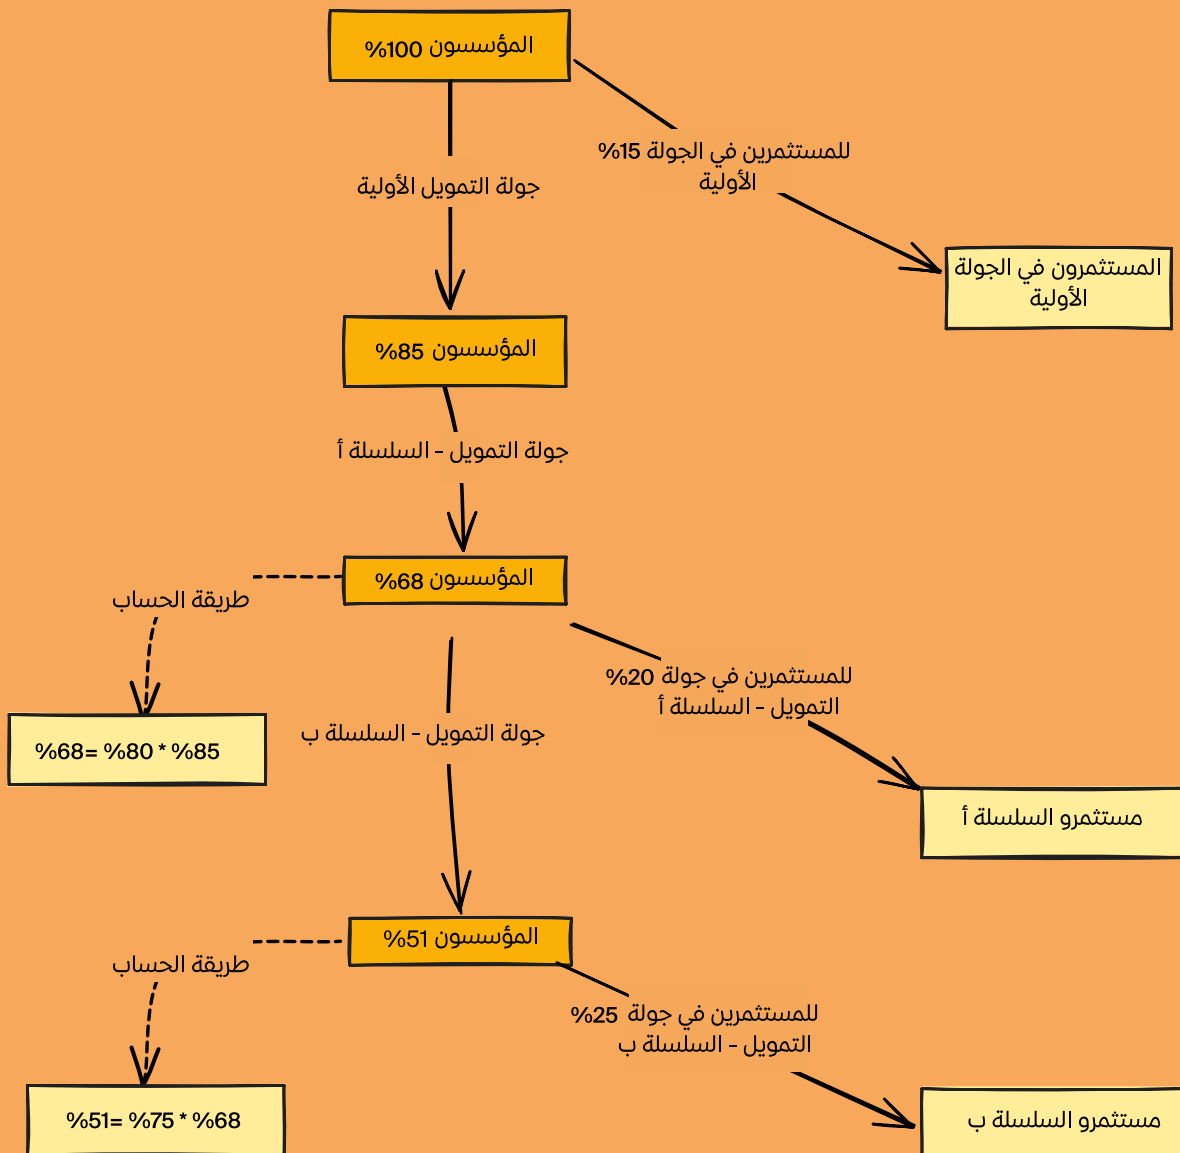 المؤسسون 100%
للمستثمرين في الجولة 15%
الأولية
جولة التمويل الأولية
المستثمرون في الجولة
الأولية
المؤسسون 85%
جولة التمويل - السلسلة أ
المؤسسون 68%
طريقة الحساب
للمستثمرين في جولة 20%
التمويل - السلسلة أ
جولة التمويل - السلسلة ب
%68= %80 * %85
مستثمرو السلسلة أ
المؤسسون 51%
طريقة الحساب
للمستثمرين في جولة 25%
التمويل - السلسلة ب
%51= %75 * %68
مستثمرو السلسلة ب